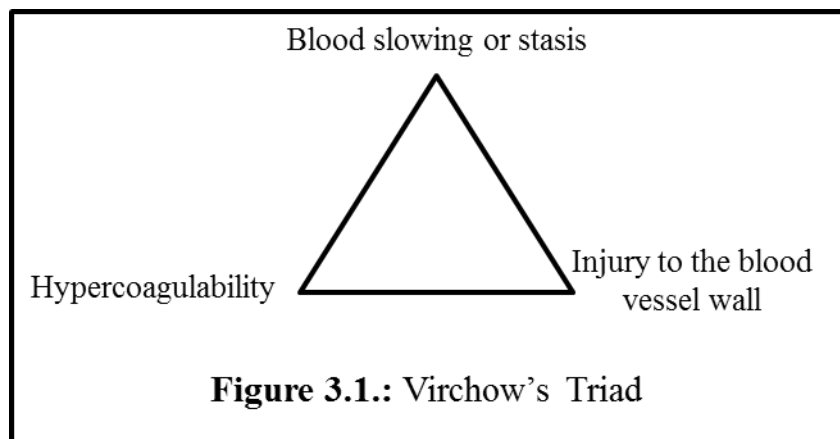 Blood slowing or stasis
Hypercoagulability
Injury to the blood
vessel wall
Figure 3.1.: Virchow's Triad